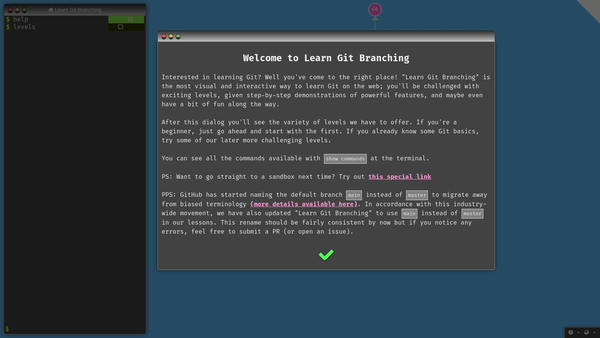 Learn Git Branching
$ help
$ levels
$
C0
Welcome to Learn Git Branching
Interested in learning Git? Well you've come to the right place! "Learn Git Branching" is
the most visual and interactive way to learn Git on the web; you'll be challenged with
exciting levels, given step-by-step demonstrations of powerful features, and maybe even
have a bit of fun along the way.
After this dialog you'll see the variety of levels we have to offer. If you're a
beginner, just go ahead and start with the first. If you already know some Git basics,
try some of our later more challenging levels.
You can see all the commands available with show commands at the terminal.
PS: Want to go straight to a sandbox next time? Try out this special link
PPS: GitHub has started naming the default branch main instead of master to migrate away
from biased terminology (more details available here). In accordance with this industry-
wide movement, we have also updated "Learn Git Branching" to use main instead of master
in our lessons. This rename should be fairly consistent by now but if you notice any
errors, feel free to submit a PR (or open an issue).